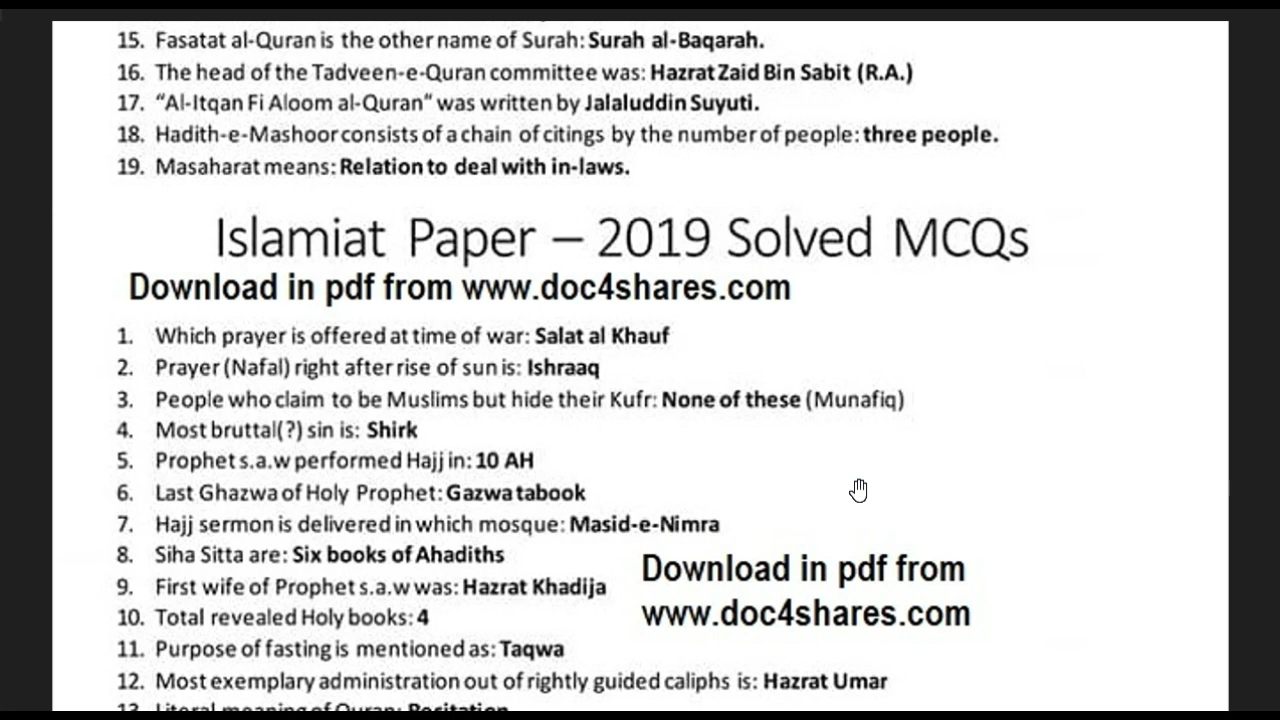 15. Fasatat al-Quran is the other name of Surah: Surah al-Baqarah.
16. The head of the Tadveen-e-Quran committee was: Hazrat Zaid Bin Sabit (R.A.)
17. “Al-Itqan Fi Aloom al-Quran” was written by Jalaluddin Suyuti.
18. Hadith-e-Mashoor consists of a chain of citings by the number of people: three people.
19. Masaharat means: Relation to deal with in-laws.
Islamiat Paper – 2019 Solved MCQs
Download in pdf from www.doc4shares.com
1. Which prayer is offered at time of war: Salat al Khauf
2. Prayer (Nafal) right after rise of sun is: Ishraaq
3. People who claim to be Muslims but hide their Kufr: None of these (Munafiq)
4. Most bruttal(?) sin is: Shirk
5. Prophet s.a.w performed Hajj in: 10 AH
6. Last Ghazwa of Holy Prophet: Gazwa tabook
7. Hajj sermon is delivered in which mosque: Masid-e-Nimra
8. Siha Sitta are: Six books of Ahadiths
9. First wife of Prophet s.a.w was: Hazrat Khadija
10. Total revealed Holy books: 4
Download in pdf from
www.doc4shares.com
11. Purpose of fasting is mentioned as: Taqwa
12. Most exemplary administration out of rightly guided caliphs is: Hazrat Umar
13. Literal meaning of Quran: Recitation